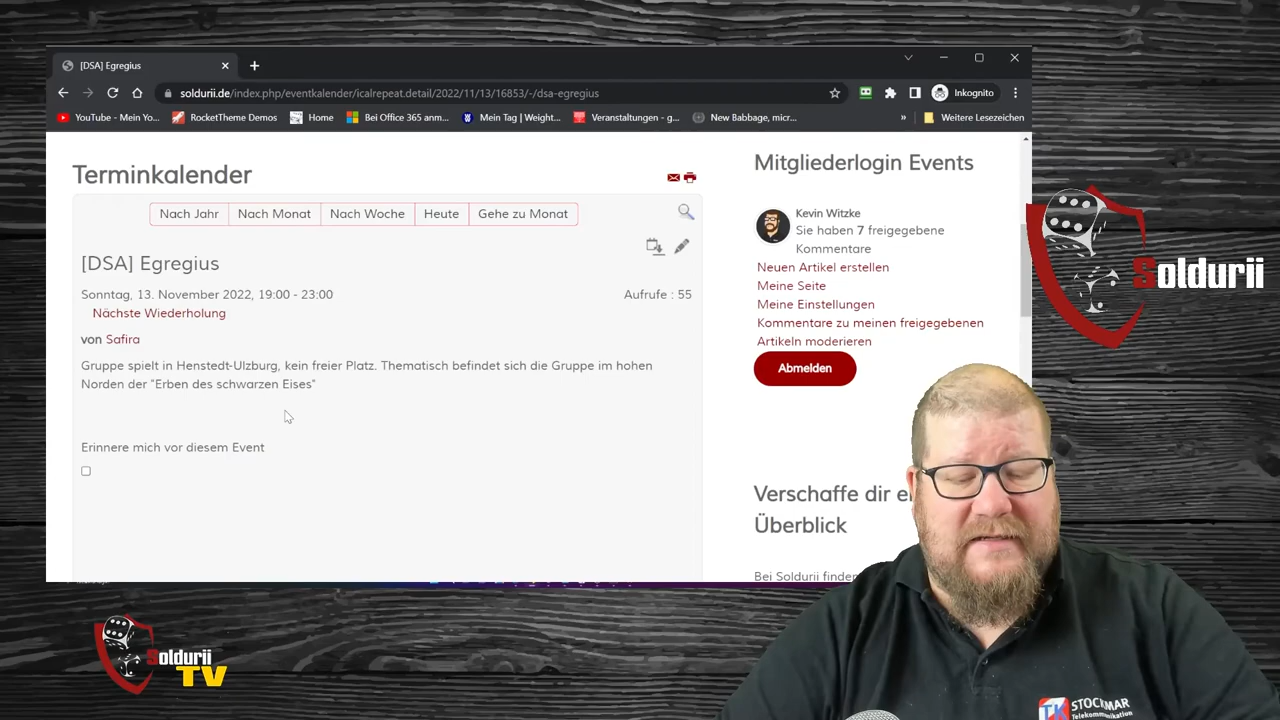 [DSA] Egregius
soldurii.de/index.php/eventkalender/icalrepeat.detail/2022/11/13/16853/-/dsa-egregius
Inkognito
YouTube - Mein Yo...
RocketTheme Demos
Home
Bei Office 365 anm...
Mein Tag | Weight...
Veranstaltungen - g...
New Babbage, micr...
»
Weitere Lesezeichen
Terminkalender
Nach Jahr
Nach Monat
Nach Woche
Heute
Gehe zu Monat
[DSA] Egregius
Sonntag, 13. November 2022, 19:00 - 23:00
Aufrufe : 55
Nächste Wiederholung
von Safira
Gruppe spielt in Henstedt-Ulzburg, kein freier Platz. Thematisch befindet sich die Gruppe im hohen
Norden der "Erben des schwarzen Eises"
Erinnere mich vor diesem Event
Mitgliederlogin Events
Kevin Witzke
Sie haben 7 freigegebene
Kommentare
Neuen Artikel erstellen
Meine Seite
Meine Einstellungen
Kommentare zu meinen freigegebenen
Artikeln moderieren
Abmelden
Verschaffe dir
Überblick
Bei Soldurii
Soldurii
Soldurii
TV
TK
STOCKMAR
Telekommunikation